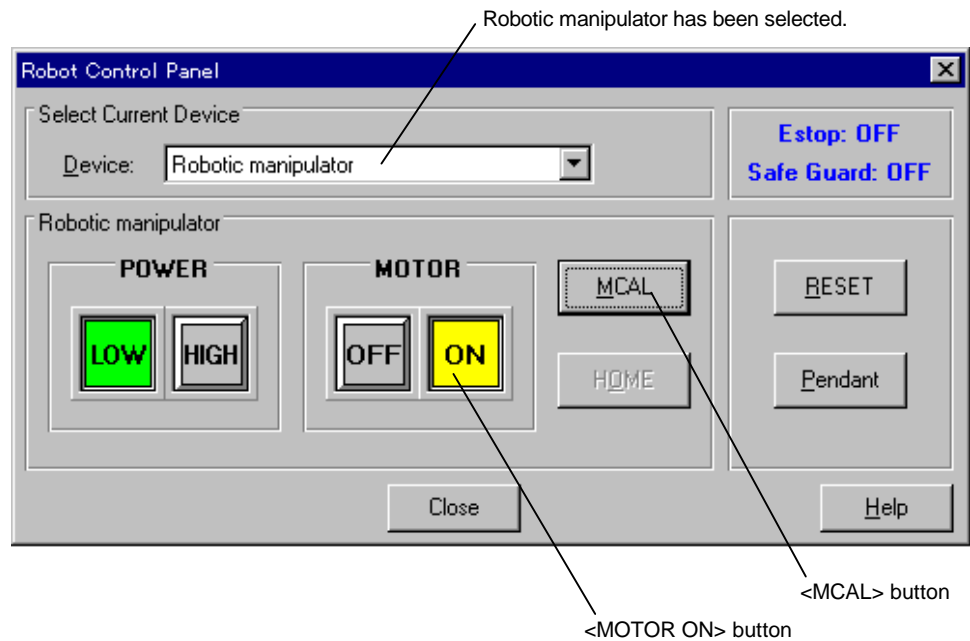 Robotic manipulator has been selected.
Robot Control Panel
Select Current Device
Device: Robotic manipulator
Estop: OFF
Safe Guard: OFF
Robotic manipulator
POWER
MOTOR
LOW HIGH
OFF ON
MCAL
HOME
RESET
Pendant
Close
Help
<MCAL> button
<MOTOR ON> button